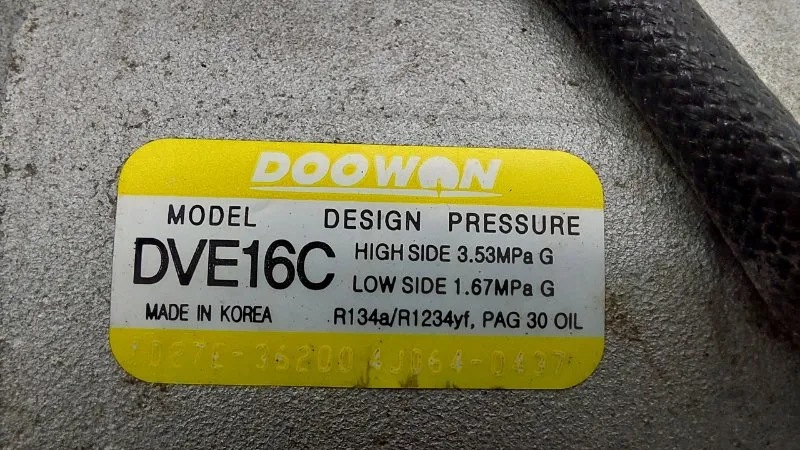 DOOWON
MODEL DESIGN PRESSURE
DVE16C HIGH SIDE 3.53MPa G
LOW SIDE 1.67MPa G
MADE IN KOREA R134a/R1234yf, PAG 30 OIL